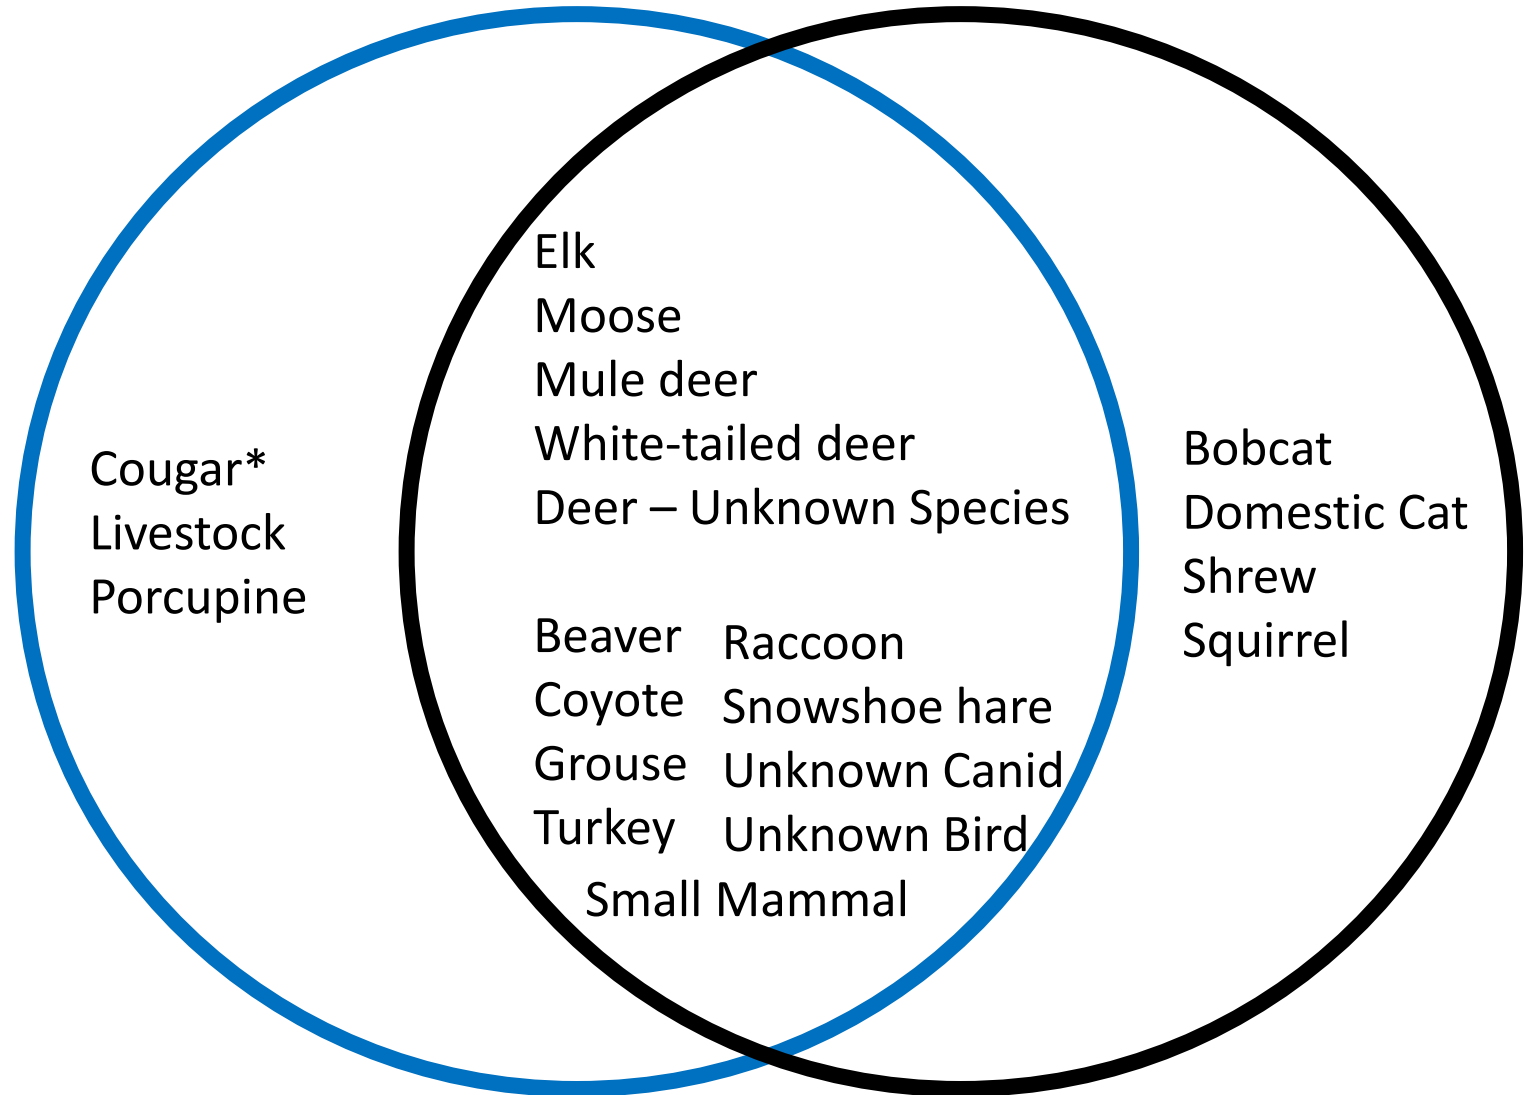 Cougar*
Livestock
Porcupine
Elk
Moose
Mule deer
White-tailed deer
Deer – Unknown Species
Beaver
Coyote
Grouse
Turkey
Raccoon
Snowshoe hare
Unknown Canid
Unknown Bird
Small Mammal
Bobcat
Domestic Cat
Shrew
Squirrel